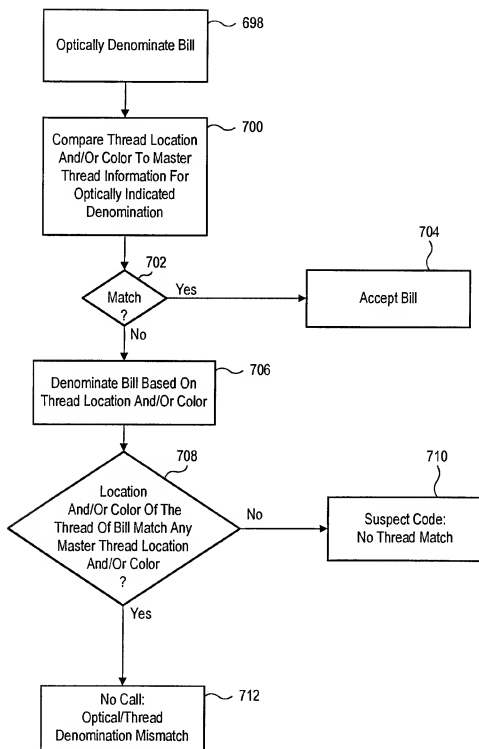 Optically Denominate Bill
698
Compare Thread Location
And/Or Color To Master
Thread Information For
Optically Indicated
Denomination
700
702
Match
?
Yes
No
704
Accept Bill
706
Denominate Bill Based On
Thread Location And/Or Color
708
Location
And/Or Color Of The
Thread Of Bill Match Any
Master Thread Location
And/Or Color
?
No
Yes
710
Suspect Code:
No Thread Match
No Call:
Optical/Thread
Denomination Mismatch
712